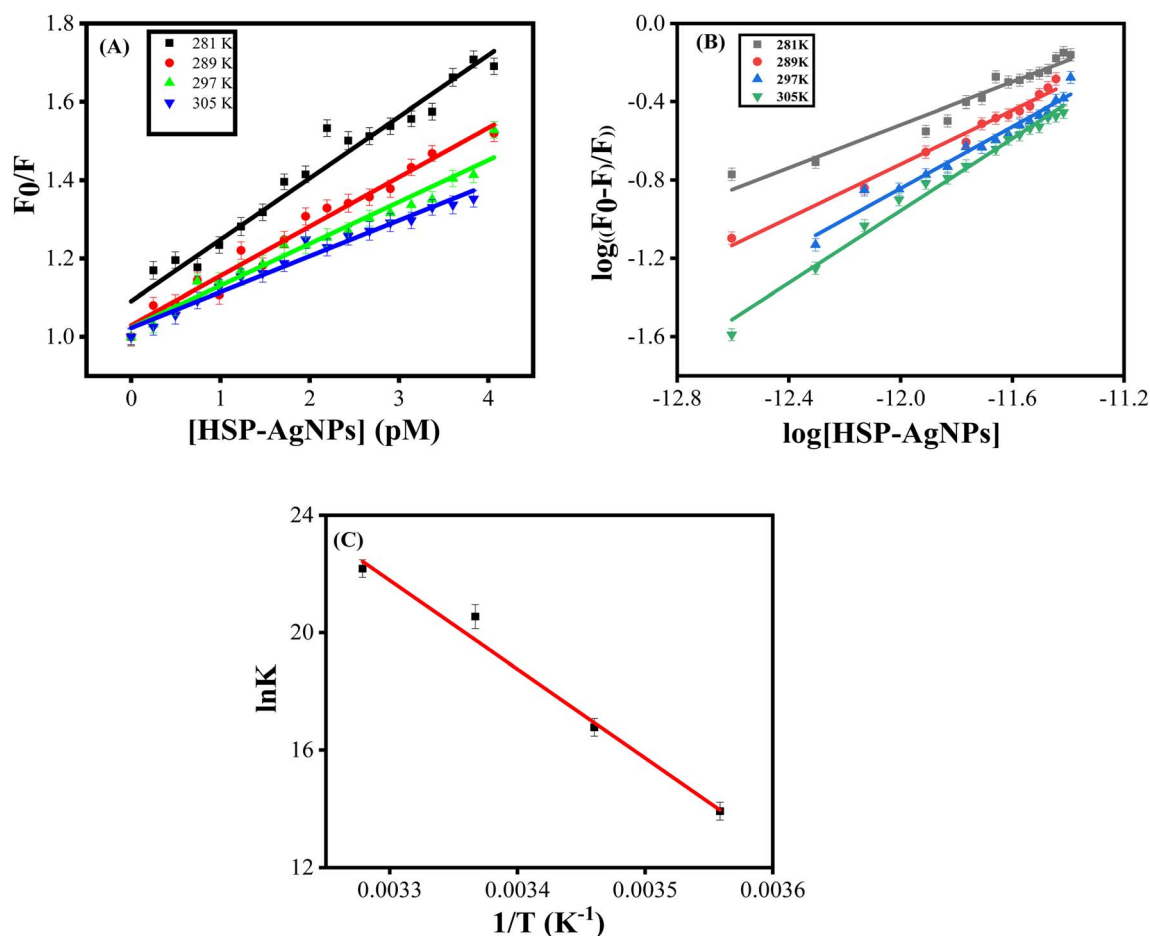 (A)
281 K
289 K
297 K
305 K
F0/F
1.8
1.6
1.4
1.2
1.0
0 1 2 3 4
[HSP-AgNPs] (pM)
(B)
281K
289K
297K
305K
log((F0-F)/F))
0.0
-0.4
-0.8
-1.2
-1.6
-12.8 -12.4 -12.0 -11.6 -11.2
log[HSP-AgNPs]
(C)
lnK
24
20
16
12
0.0033 0.0034 0.0035 0.0036
1/T (K-1)